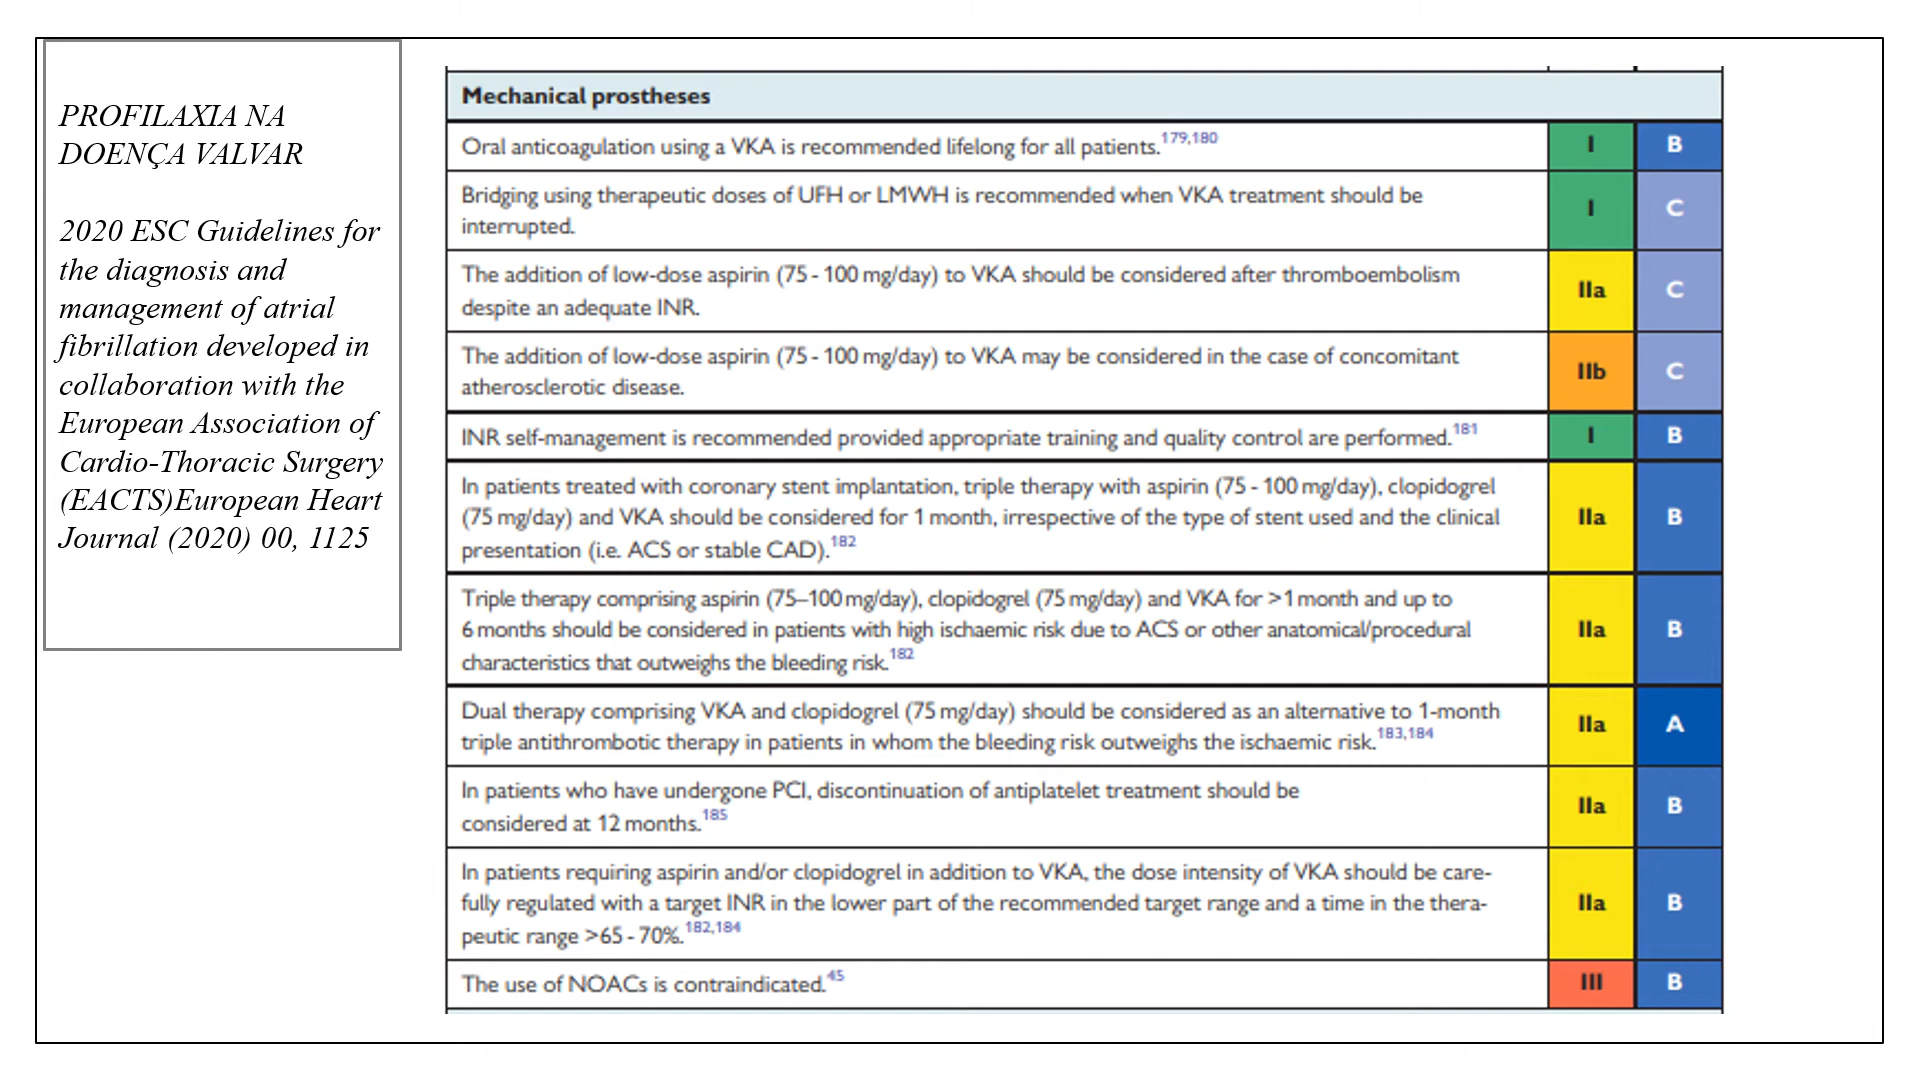 PROFILAXIA NA
DOENÇA VALVAR
2020 ESC Guidelines for
the diagnosis and
management of atrial
fibrillation developed in
collaboration with the
European Association of
Cardio-Thoracic Surgery
(EACTS)European Heart
Journal (2020) 00, 1125
Mechanical prostheses
Oral anticoagulation using a VKA is recommended lifelong for all patients.179,180 I B
Bridging using therapeutic doses of UFH or LMWH is recommended when VKA treatment should be
interrupted. I C
The addition of low-dose aspirin (75 - 100 mg/day) to VKA should be considered after thromboembolism
despite an adequate INR. IIa C
The addition of low-dose aspirin (75 - 100 mg/day) to VKA may be considered in the case of concomitant
atherosclerotic disease. IIb C
INR self-management is recommended provided appropriate training and quality control are performed.181 I B
In patients treated with coronary stent implantation, triple therapy with aspirin (75 - 100 mg/day), clopidogrel
(75 mg/day) and VKA should be considered for 1 month, irrespective of the type of stent used and the clinical
presentation (i.e. ACS or stable CAD).182 IIa B
Triple therapy comprising aspirin (75–100 mg/day), clopidogrel (75 mg/day) and VKA for >1 month and up to
6 months should be considered in patients with high ischaemic risk due to ACS or other anatomical/procedural
characteristics that outweighs the bleeding risk.182 IIa B
Dual therapy comprising VKA and clopidogrel (75 mg/day) should be considered as an alternative to 1-month
triple antithrombotic therapy in patients in whom the bleeding risk outweighs the ischaemic risk.183,184 IIa A
In patients who have undergone PCI, discontinuation of antiplatelet treatment should be
considered at 12 months.185 IIa B
In patients requiring aspirin and/or clopidogrel in addition to VKA, the dose intensity of VKA should be care-
fully regulated with a target INR in the lower part of the recommended target range and a time in the thera-
peutic range >65 - 70%.182,184 IIa B
The use of NOACs is contraindicated.45 III B